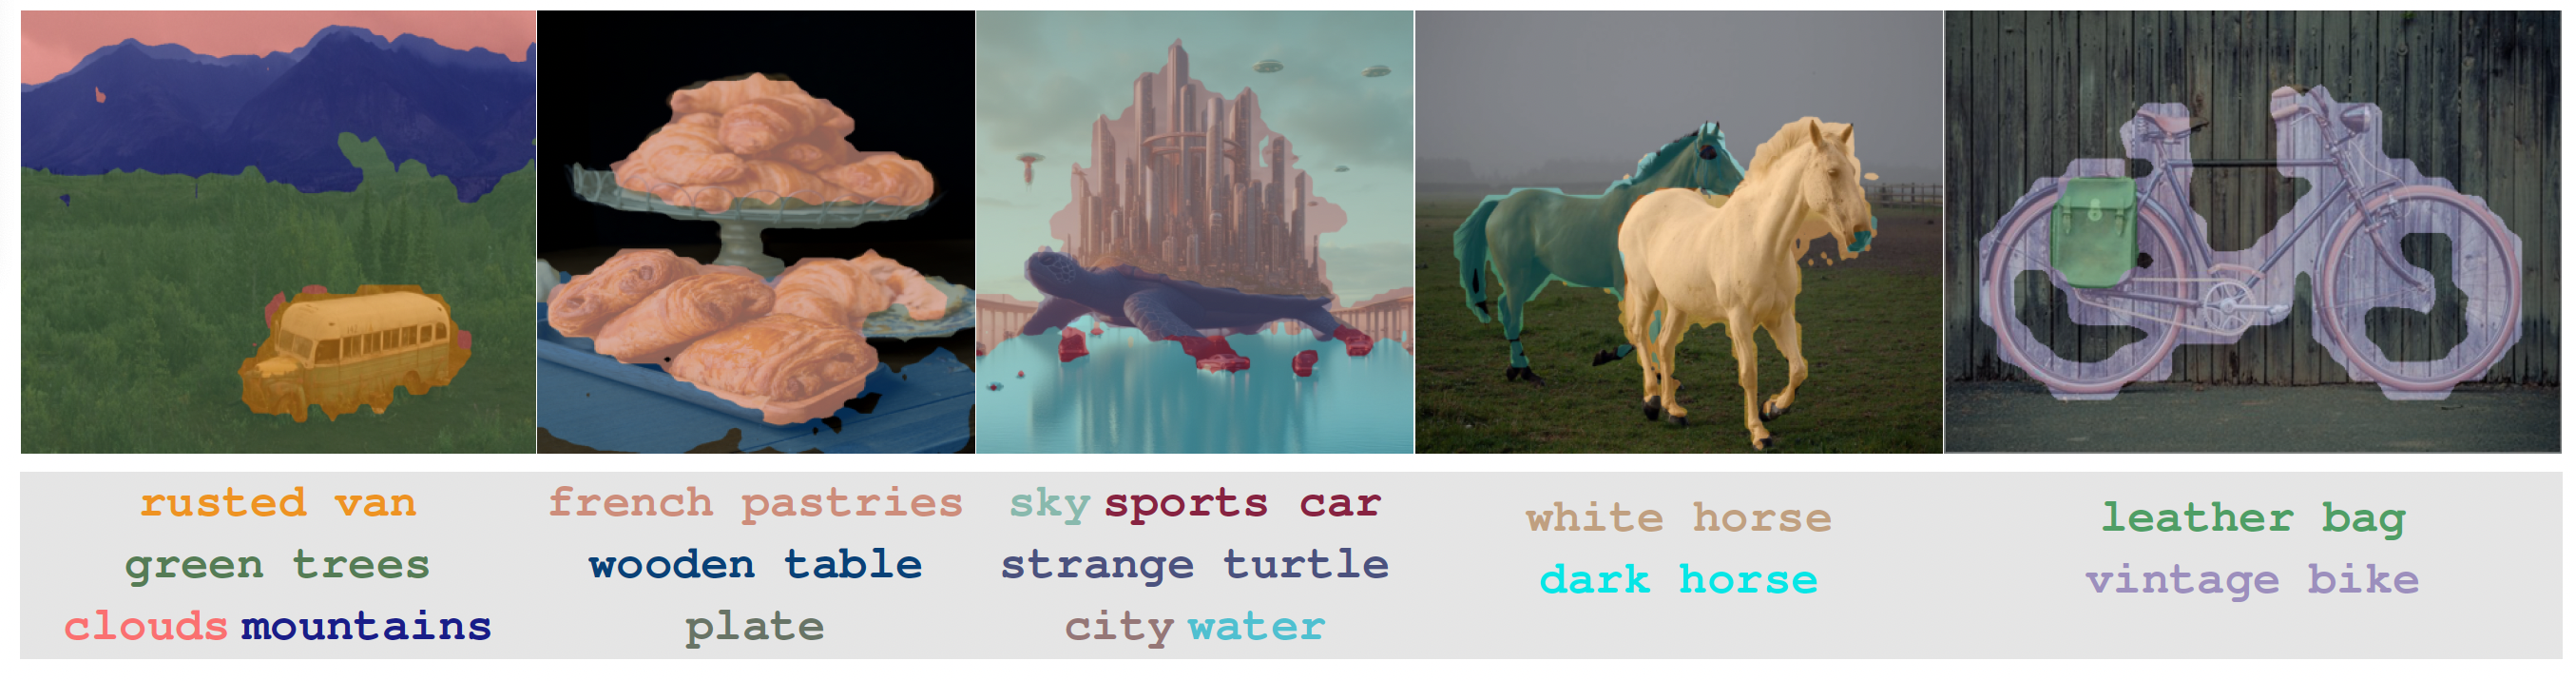 rusted van
green trees
clouds mountains
french pastries
wooden table
plate
sky sports car
strange turtle
city water
white horse
dark horse
leather bag
vintage bike